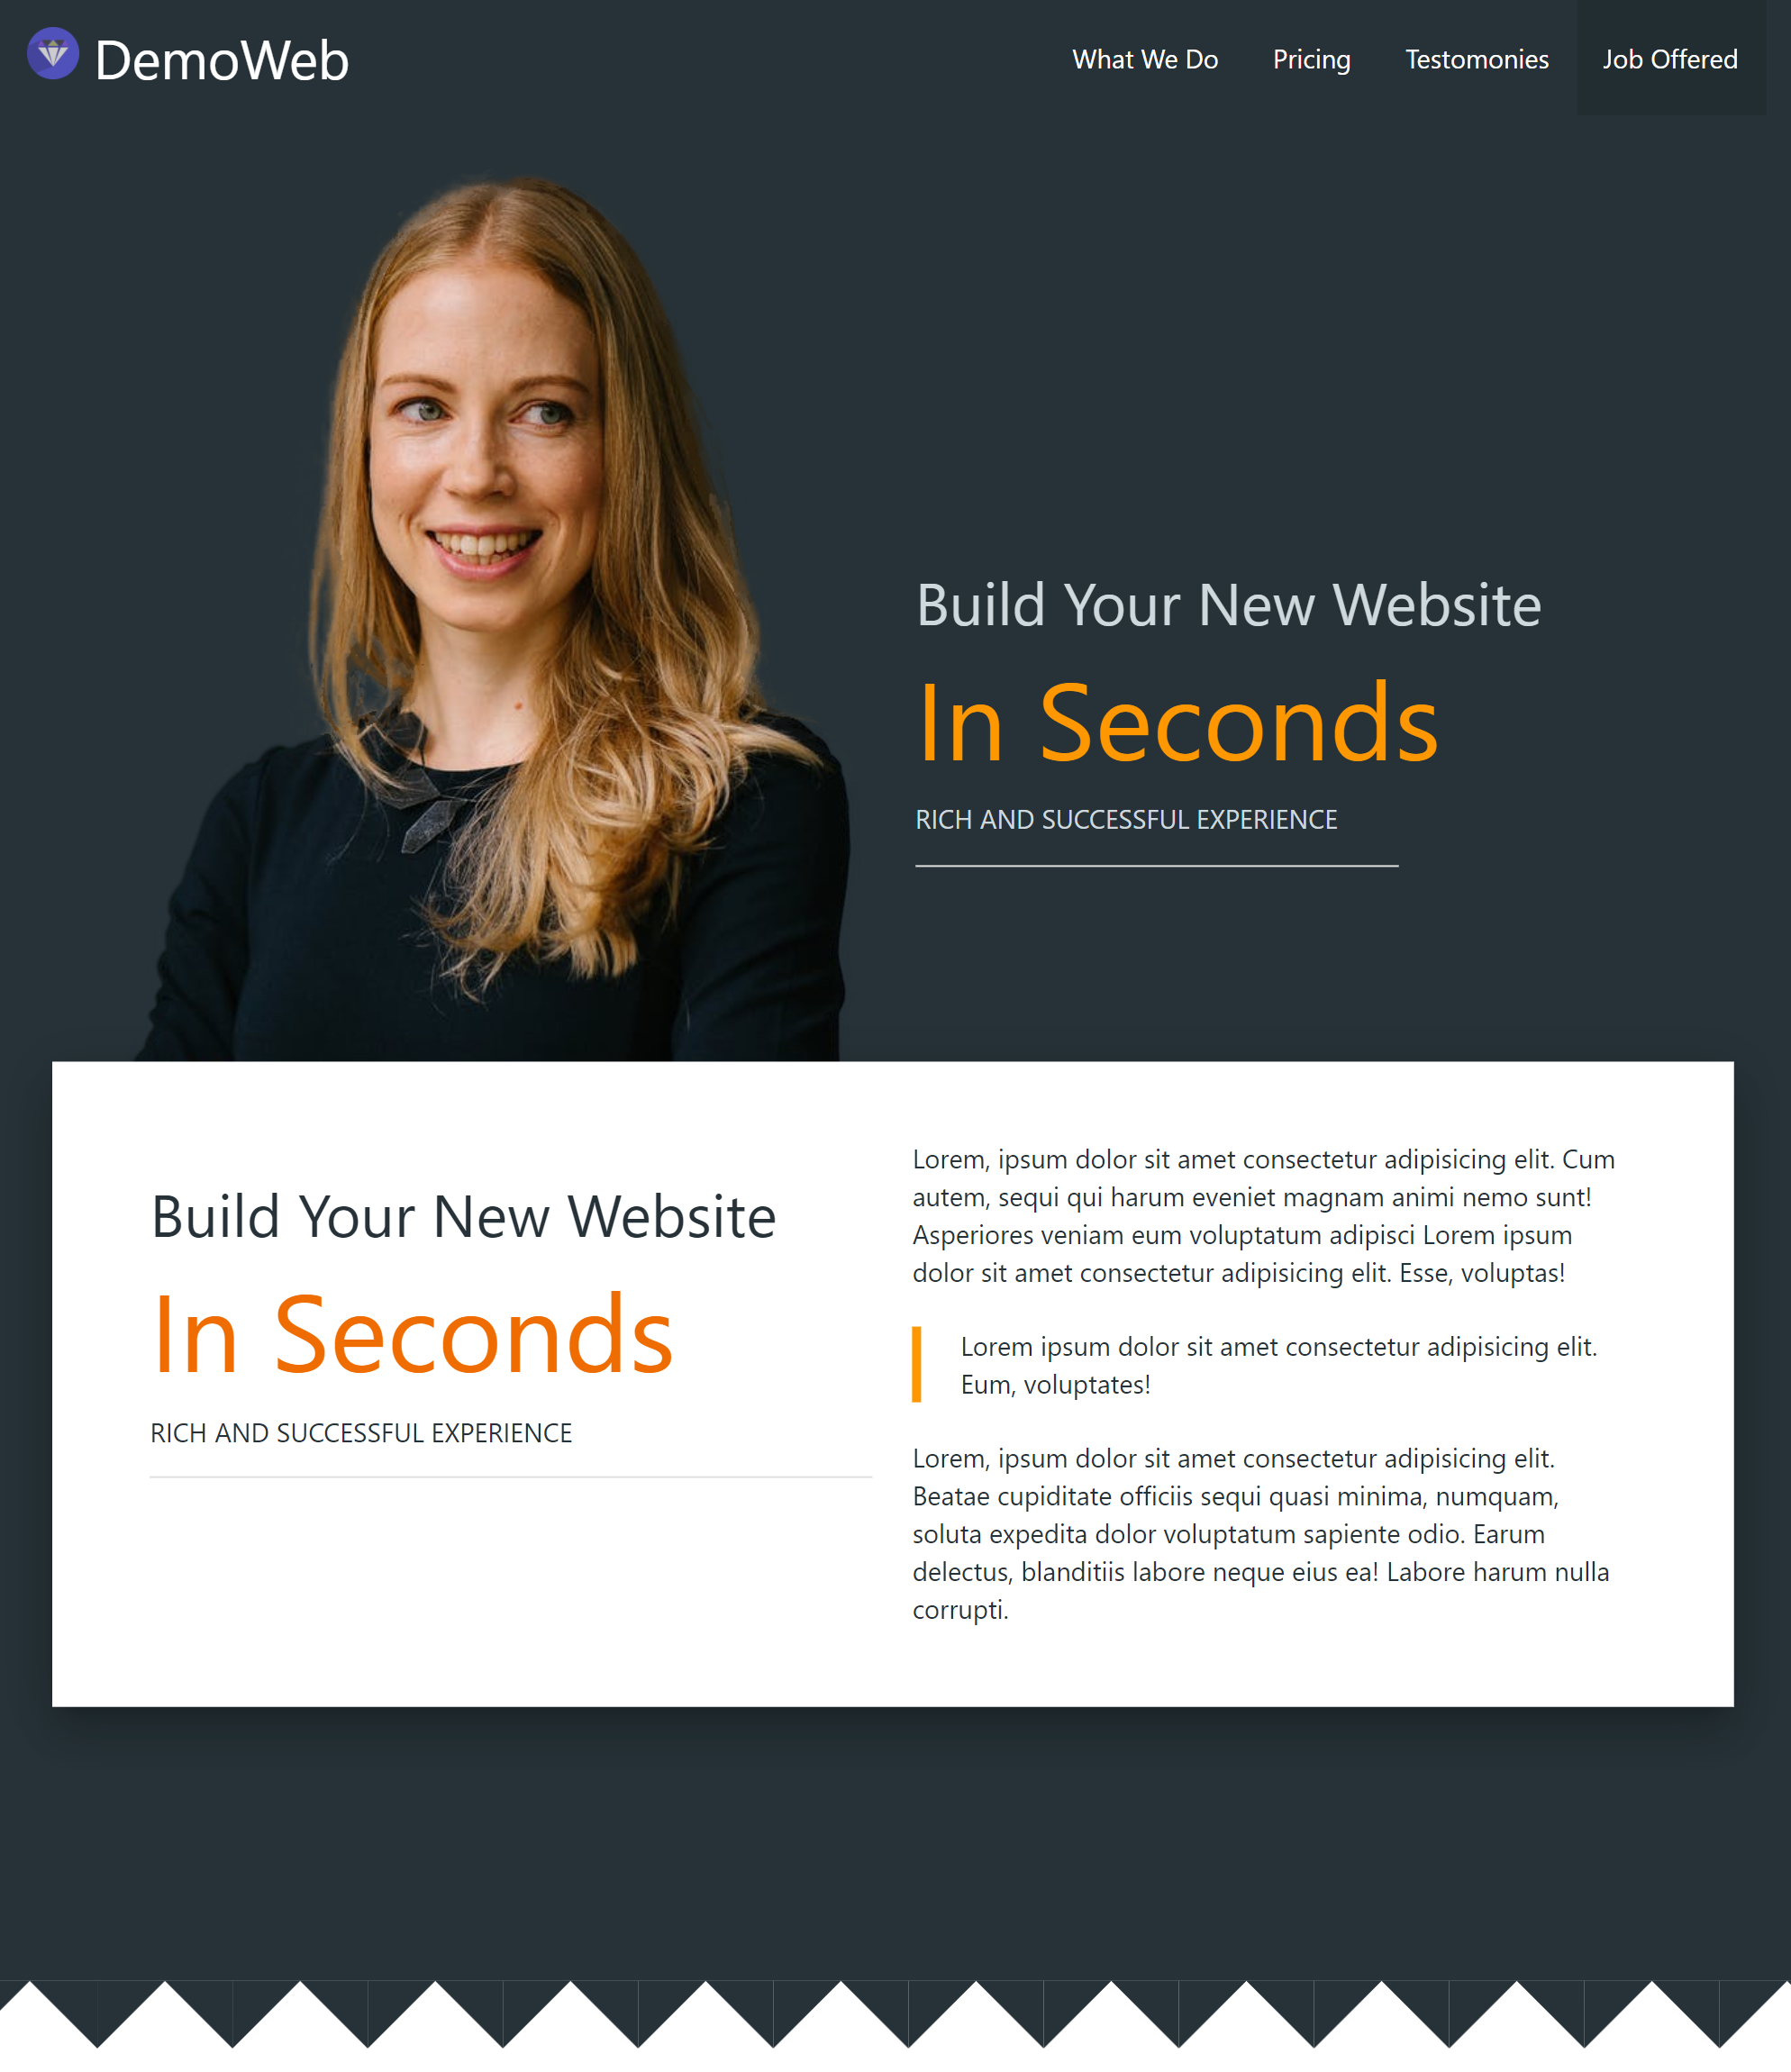 DemoWeb
What We Do
Pricing
Testomonies
Job Offered
Build Your New Website
In Seconds
RICH AND SUCCESSFUL EXPERIENCE
Build Your New Website
In Seconds
RICH AND SUCCESSFUL EXPERIENCE
Lorem, ipsum dolor sit amet consectetur adipisicing elit. Cum
autem, sequi qui harum eveniet magnam animi nemo sunt!
Asperiores veniam eum voluptatum adipisci Lorem ipsum
dolor sit amet consectetur adipisicing elit. Esse, voluptas!
Lorem ipsum dolor sit amet consectetur adipisicing elit.
Eum, voluptates!
Lorem, ipsum dolor sit amet consectetur adipisicing elit.
Beatae cupiditate officiis sequi quasi minima, numquam,
soluta expedita dolor voluptatum sapiente odio. Earum
delectus, blanditiis labore neque eius ea! Labore harum nulla
corrupti.